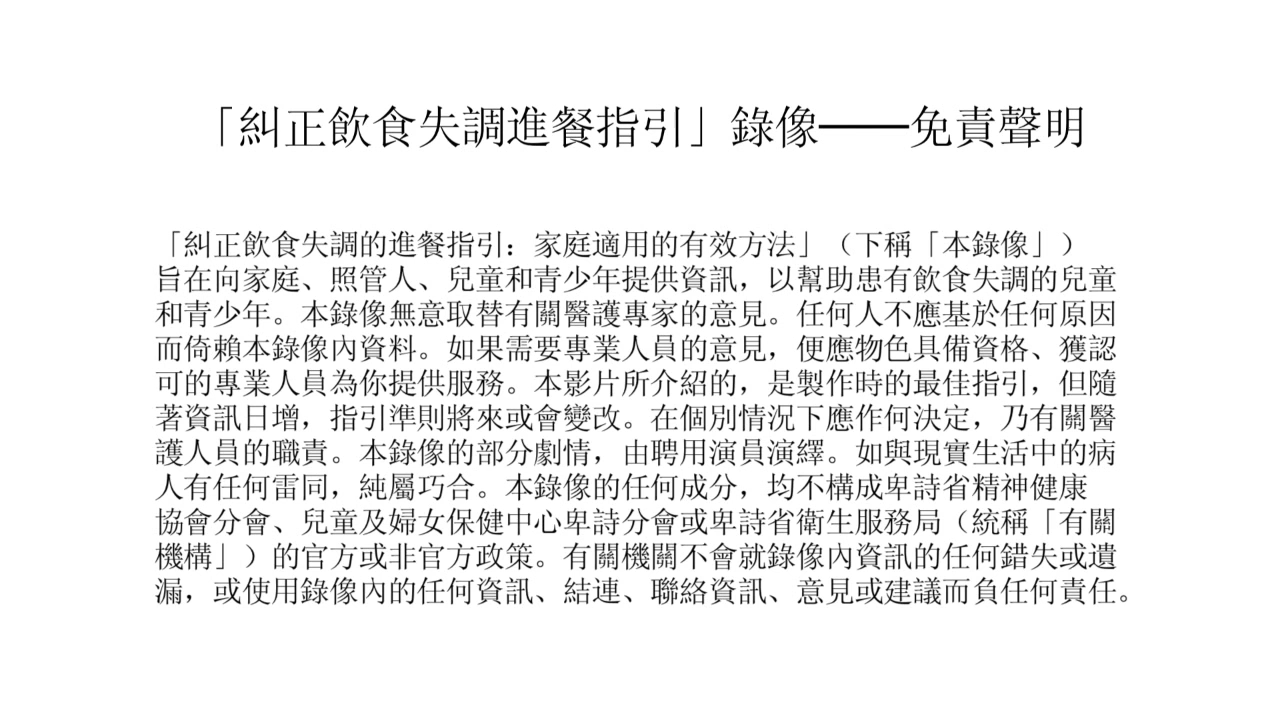 「糾正飲食失調進餐指引」錄像——免責聲明
「糾正飲食失調的進餐指引：家庭適用的有效方法」（下稱「本錄像」）
旨在向家庭、照管人、兒童和青少年提供資訊，以幫助患有飲食失調的兒童
和青少年。本錄像無意取替有關醫護專家的意見。任何人不應基於任何原因
而倚賴本錄像內資料。如果需要專業人員的意見，便應物色具備資格、獲認
可的專業人員為你提供服務。本影片所介紹的，是製作時的最佳指引，但隨
著資訊日增，指引準則將來或會變改。在個別情況下應作何決定，乃有關醫
護人員的職責。本錄像的部分劇情，由聘用演員演繹。如與現實生活中的病
人有任何雷同，純屬巧合。本錄像的任何成分，均不構成卑詩省精神健康
協會分會、兒童及婦女保健中心卑詩分會或卑詩省衛生服務局（統稱「有關
機構」）的官方或非官方政策。有關機關不會就錄像內資訊的任何錯失或遺
漏，或使用錄像內的任何資訊、結連、聯絡資訊、意見或建議而負任何責任。